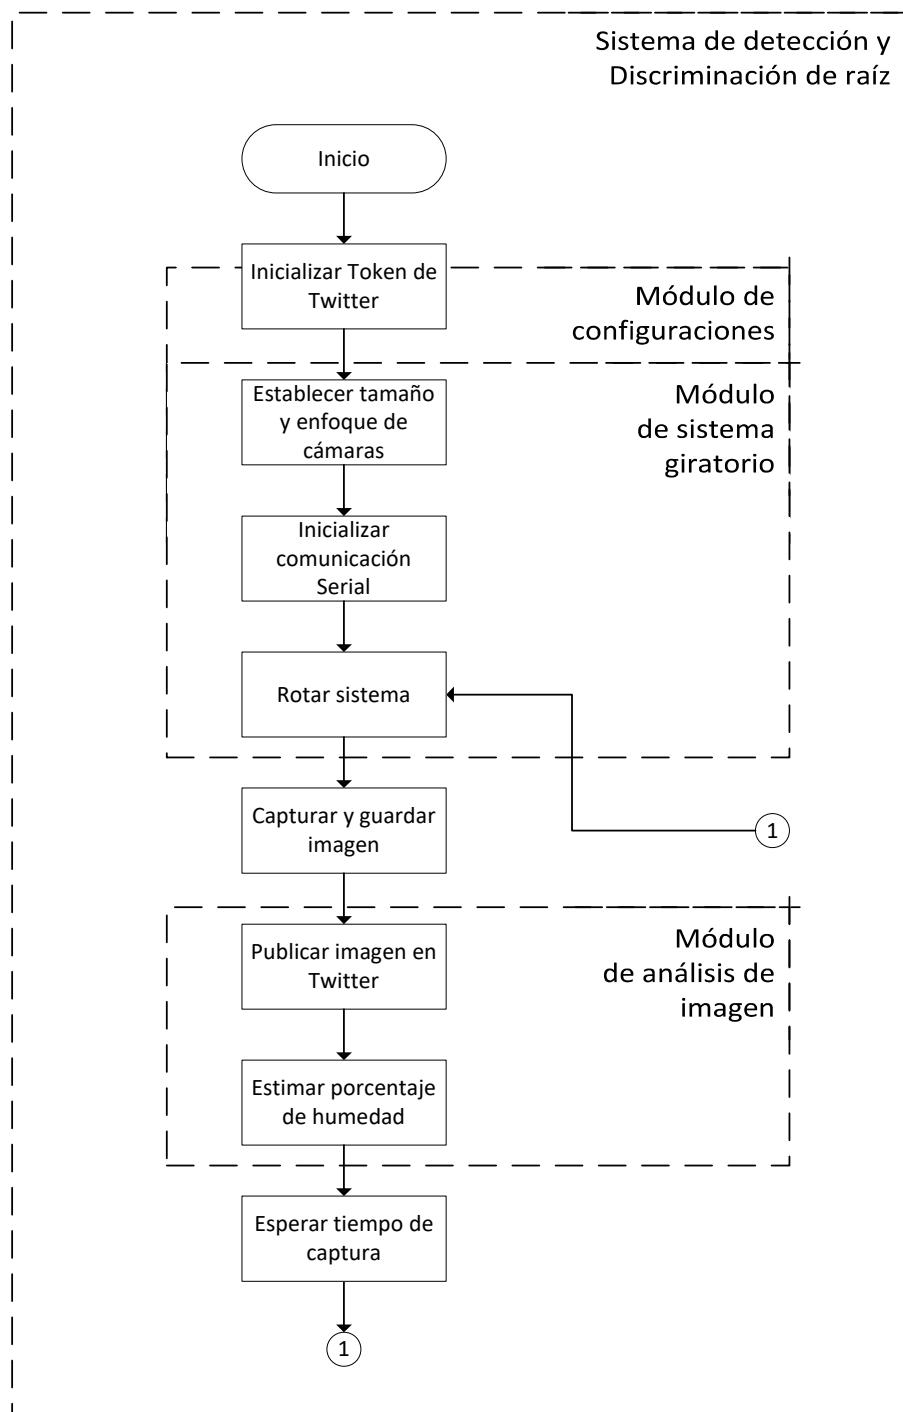 Sistema de detección y
Discriminación de raíz
Inicio
Inicializar Token de
Twitter
Módulo de
configuraciones
Establecer tamaño
y enfoque de
cámaras
Módulo
de sistema
giratorio
Inicializar
comunicación
Serial
Rotar sistema
Capturar y guardar
imagen
1
Publicar imagen en
Twitter
Módulo
de análisis de
imagen
Estimar porcentaje
de humedad
Esperar tiempo de
captura
1